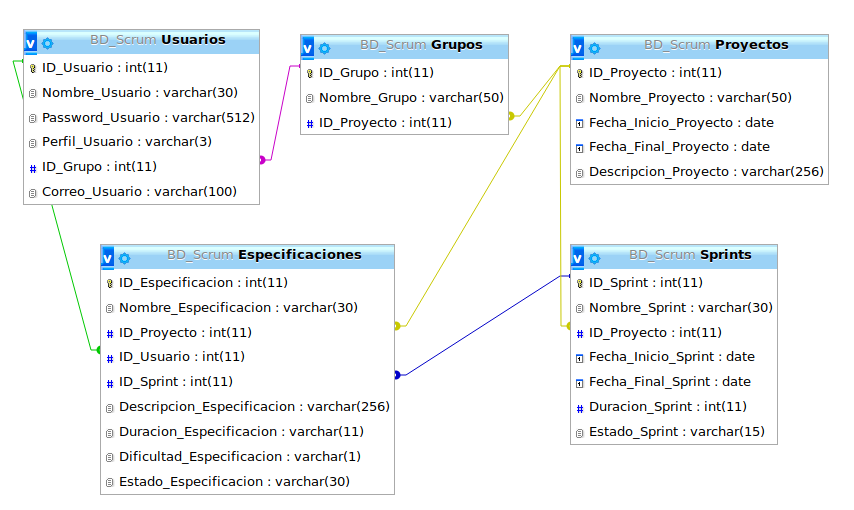 v BD_Scrum Usuarios
ID_Usuario : int(11)
Nombre_Usuario : varchar(30)
Password_Usuario : varchar(512)
Perfil_Usuario : varchar(3)
# ID_Grupo : int(11)
Correo_Usuario : varchar(100)
v BD_Scrum Grupos
ID_Grupo : int(11)
Nombre_Grupo : varchar(50)
# ID_Proyecto : int(11)
v BD_Scrum Proyectos
ID_Proyecto : int(11)
Nombre_Proyecto : varchar(50)
Fecha_Inicio_Proyecto : date
Fecha_Final_Proyecto : date
Descripcion_Proyecto : varchar(256)
v BD_Scrum Especificaciones
ID_Especificacion : int(11)
Nombre_Especificacion : varchar(30)
# ID_Proyecto : int(11)
# ID_Usuario : int(11)
# ID_Sprint : int(11)
Descripcion_Especificacion : varchar(256)
Duracion_Especificacion : varchar(11)
Dificultad_Especificacion : varchar(1)
Estado_Especificacion : varchar(30)
v BD_Scrum Sprints
ID_Sprint : int(11)
Nombre_Sprint : varchar(30)
# ID_Proyecto : int(11)
Fecha_Inicio_Sprint : date
Fecha_Final_Sprint : date
# Duracion_Sprint : int(11)
Estado_Sprint : varchar(15)